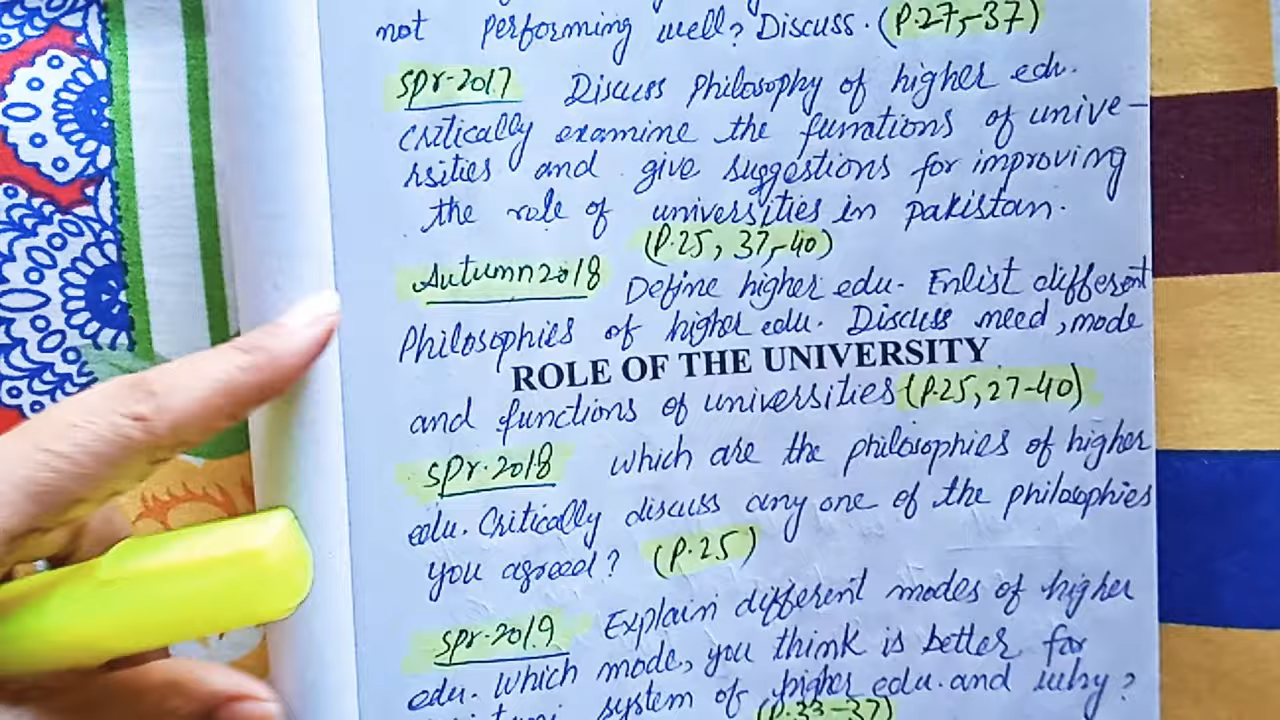 not performing well? Discuss. (P.27,-37)
Spr-2017 Discuss Philosophy of higher edu.
critically examine the funations of unive-
rsities and give suggestions for improving
the role of universities in pakistan.
(P.25, 37,-40)
Autumn 2018 Define higher edu. Enlist different
Philosophies of higher edu. Discuss need, mode
ROLE OF THE UNIVERSITY
and functions of universities (P.25, 27-40)
Spr.2018 which are the philosophies of higher
edu. Critically discuss any one of the philosophies
you agreed? (P.25)
Spr-2019 Explain different modes of higher
edu. Which mode, you think is better for
system of higher edu. and why?
(P.33-37)